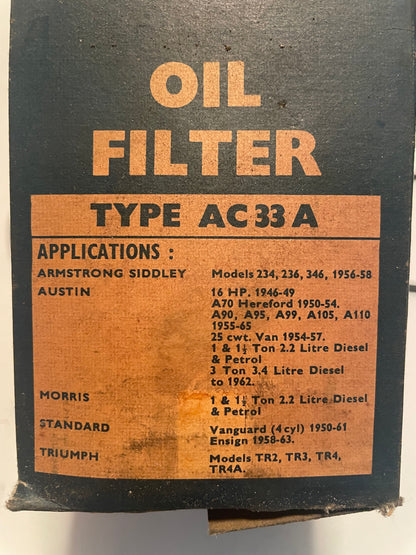 OIL
FILTER
TYPE AC 33 A
APPLICATIONS :
ARMSTRONG SIDDLEY Models 234, 236, 346, 1956-58
AUSTIN 16 HP. 1946-49
A70 Hereford 1950-54.
A90, A95, A99, A105, A110
1955-65
25 cwt. Van 1954-57.
1 & 1½ Ton 2.2 Litre Diesel
& Petrol
3 Ton 3.4 Litre Diesel
to 1962.
MORRIS 1 & 1½ Ton 2.2 Litre Diesel
& Petrol
STANDARD Vanguard (4 cyl) 1950-61
Ensign 1958-63.
TRIUMPH Models TR2, TR3, TR4,
TR4A.